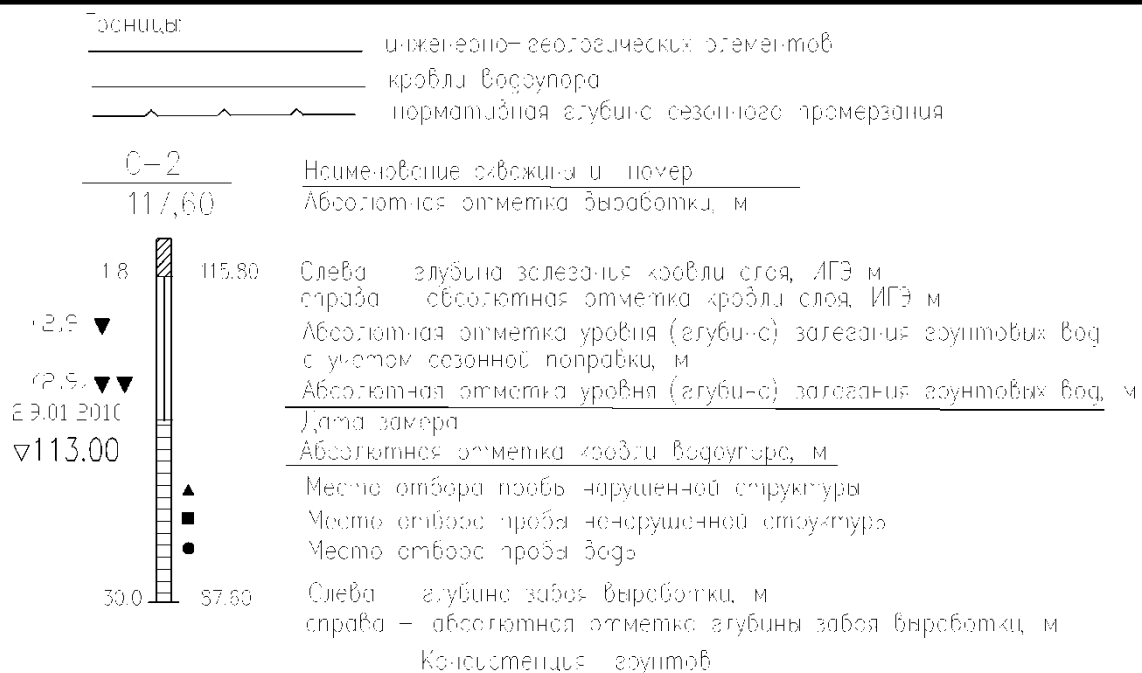 Границы:
инженерно-геологических элементов
кровли водоупора
нормативная глубина сезонного промерзания
С-2
Наименование скважины и номер
117,60
Абсолютная отметка выработки, м
1.8 115.80 Слева глубина залегания кровли слоя, ИГЭ м
справа абсолютная отметка кровли слоя, ИГЭ м
Абсолютная отметка уровня (глубина) залегания грунтовых вод
с учетом сезонной поправки, м
Абсолютная отметка уровня (глубина) залегания грунтовых вод, м
29.01.2010
Дата замера
▽113.00
Абсолютная отметка кровли водоупора, м
Место отбора пробы нарушенной структуры
Место отбора пробы ненарушенной структуры
Место отбора пробы воды
30.0 87.60 Слева глубина забоя выработки, м
справа – абсолютная отметка глубины забоя выработки, м
Консистенция грунтов